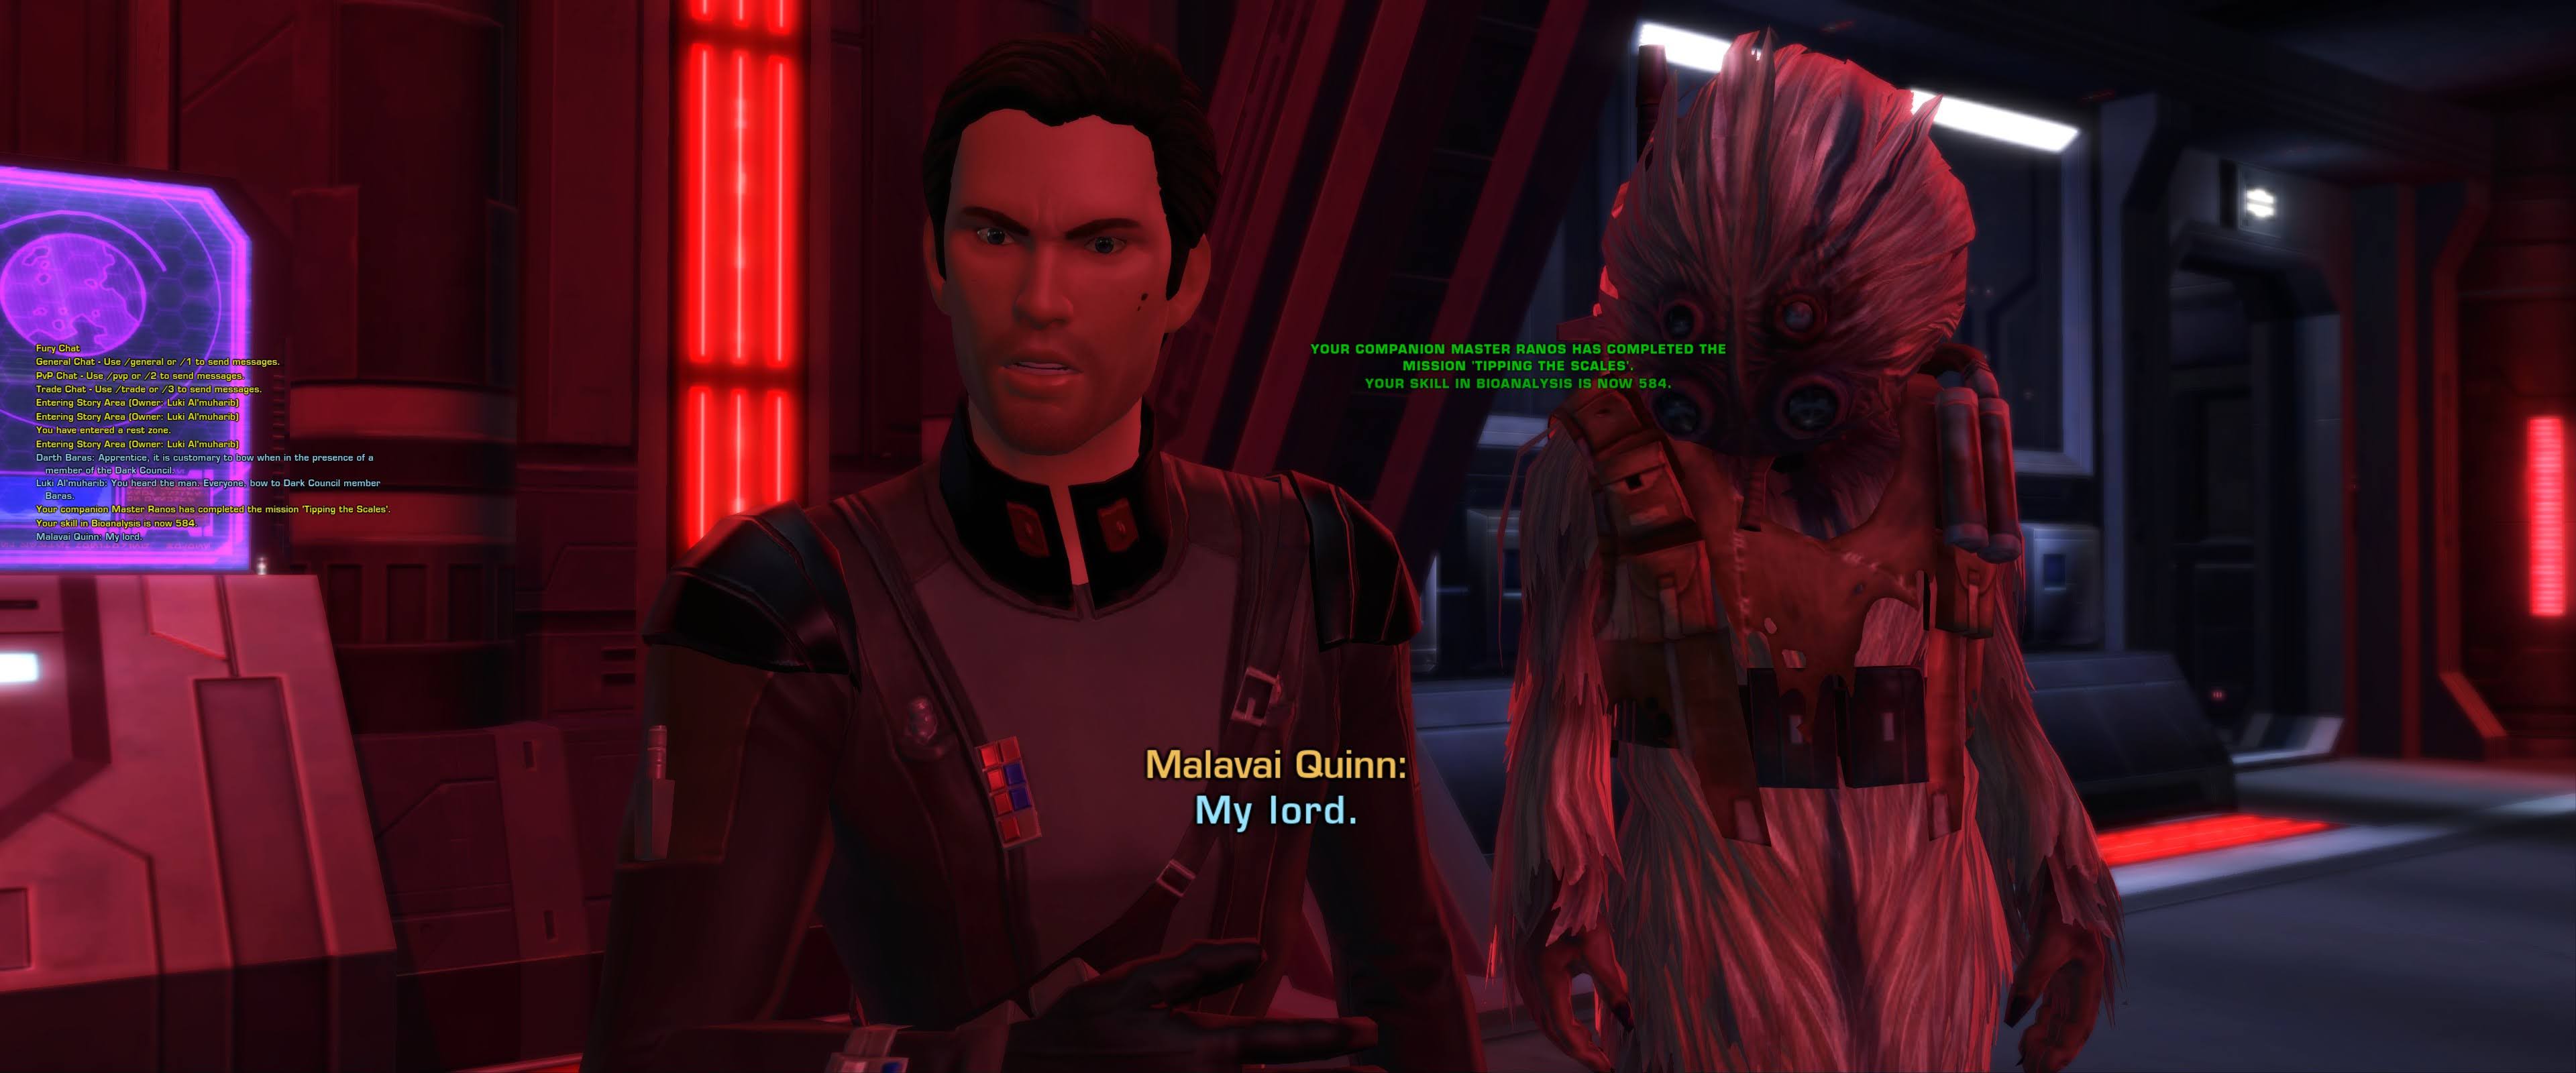 Fury Chat
General Chat - Use /general or /1 to send messages.
PvP Chat - Use /pvp or /2 to send messages.
Trade Chat - Use /trade or /3 to send messages.
Entering Story Area (Owner: Luki Al'muharib)
Entering Story Area (Owner: Luki Al'muharib)
You have entered a rest zone.
Entering Story Area (Owner: Luki Al'muharib)
Darth Baras: Apprentice, it is customary to bow when in the presence of a
member of the Dark Council.
Luki Al'muharib: You heard the man. Everyone, bow to Dark Council member
Baras.
Your companion Master Ranos has completed the mission 'Tipping the Scales'.
Your skill in Bioanalysis is now 584.
Malavai Quinn: My lord.
YOUR COMPANION MASTER RANOS HAS COMPLETED THE
MISSION 'TIPPING THE SCALES'.
YOUR SKILL IN BIOANALYSIS IS NOW 584.
Malavai Quinn:
My lord.